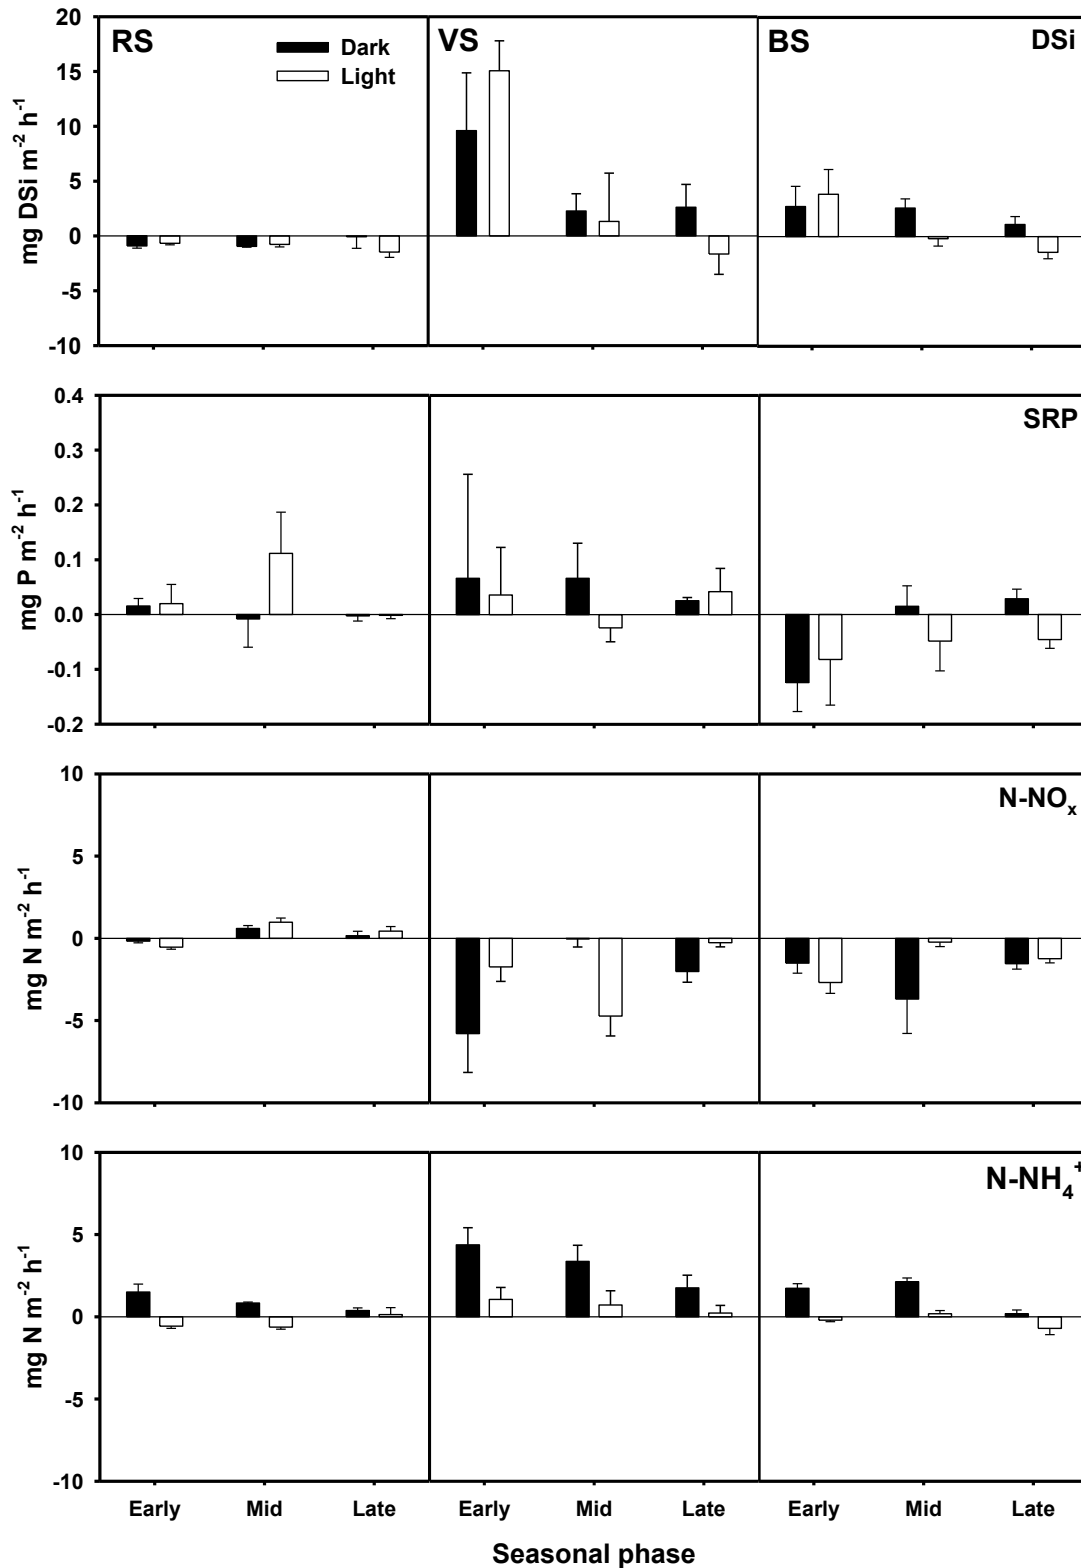 RS
Dark
Light
VS
BS
DSi
mg DSi m-2 h-1
20
15
10
5
0
-5
-10
SRP
mg P m-2 h-1
0.4
0.3
0.2
0.1
0.0
-0.1
-0.2
N-NOx
mg N m-2 h-1
10
5
0
-5
-10
N-NH4+
mg N m-2 h-1
10
5
0
-5
-10
Early Mid Late Early Mid Late Early Mid Late
Seasonal phase